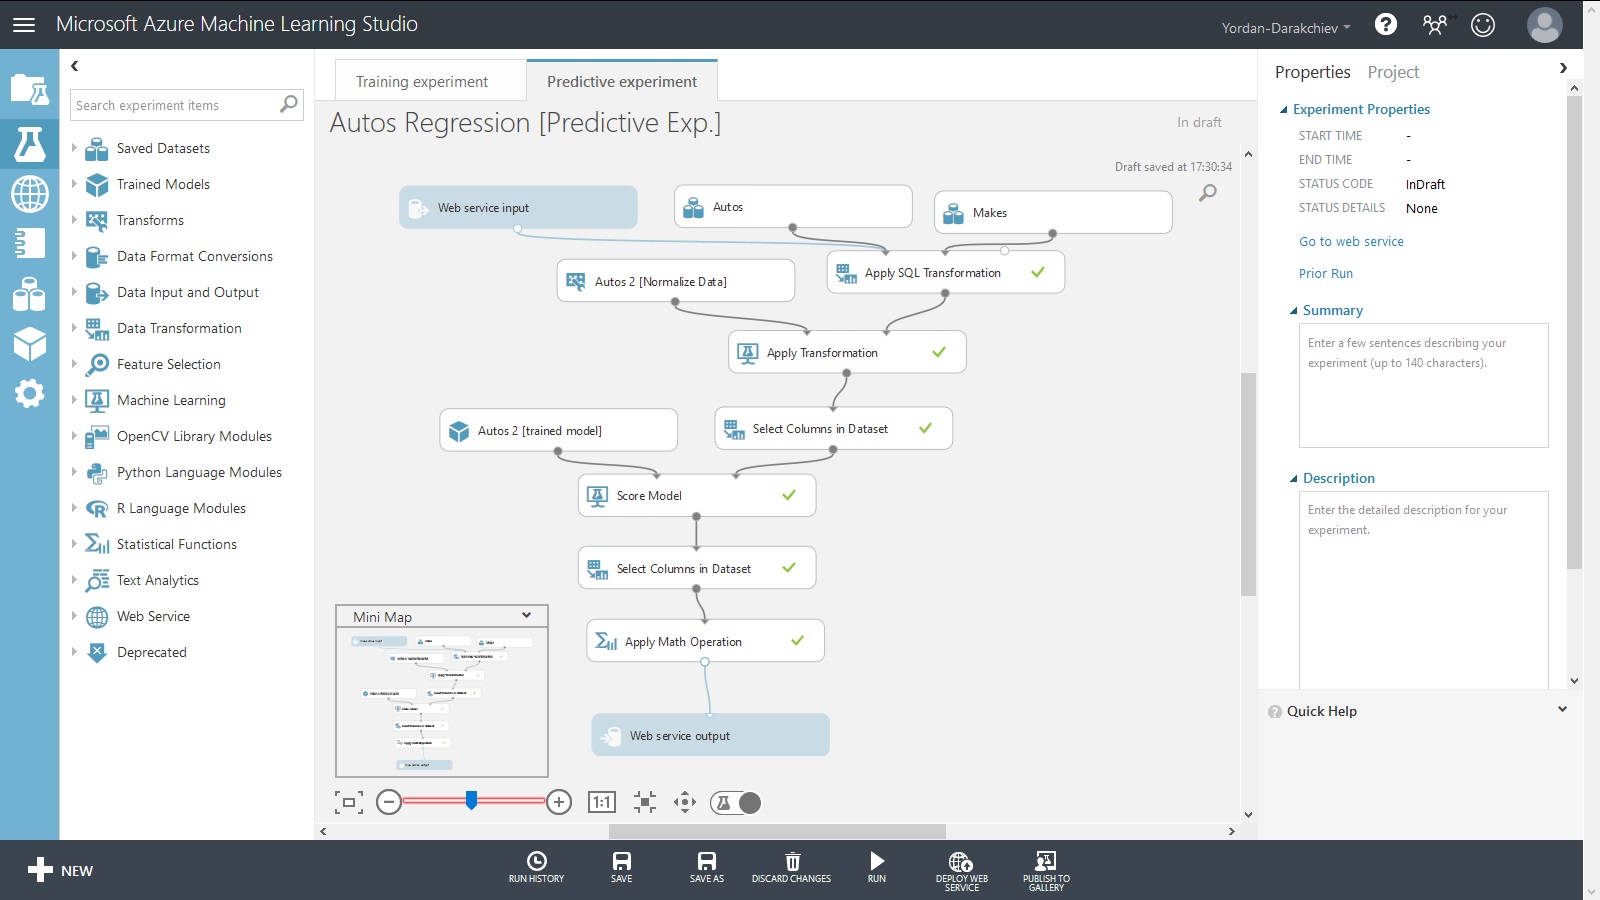 Microsoft Azure Machine Learning Studio
Yordan-Darakchiev
?
Search experiment items
Saved Datasets
Trained Models
Transforms
Data Format Conversions
Data Input and Output
Data Transformation
Feature Selection
Machine Learning
OpenCV Library Modules
Python Language Modules
R Language Modules
Statistical Functions
Text Analytics
Web Service
Deprecated
Training experiment
Predictive experiment
Autos Regression [Predictive Exp.]
In draft
Draft saved at 17:30:34
Web service input
Autos
Makes
Autos 2 [Normalize Data]
Apply SQL Transformation
Apply Transformation
Autos 2 [trained model]
Select Columns in Dataset
Score Model
Select Columns in Dataset
Apply Math Operation
Web service output
Mini Map
1:1
Properties Project
Experiment Properties
START TIME -
END TIME -
STATUS CODE InDraft
STATUS DETAILS None
Go to web service
Prior Run
Summary
Enter a few sentences describing your
experiment (up to 140 characters).
Description
Enter the detailed description for your
experiment.
? Quick Help
NEW
RUN HISTORY
SAVE
SAVE AS
DISCARD CHANGES
RUN
DEPLOY WEB
SERVICE
PUBLISH TO
GALLERY